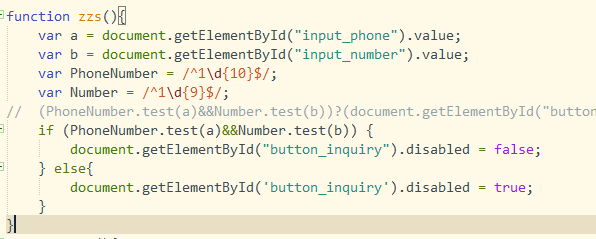 function zzs(){
var a = document.getElementById("input_phone").value;
var b = document.getElementById("input_number").value;
var PhoneNumber = /^1\d{10}$/;
var Number = /^1\d{9}$/;
// (PhoneNumber.test(a)&&Number.test(b))?(document.getElementById("button
if (PhoneNumber.test(a)&&Number.test(b)) {
document.getElementById("button_inquiry").disabled = false;
} else{
document.getElementById('button_inquiry').disabled = true;
}
}